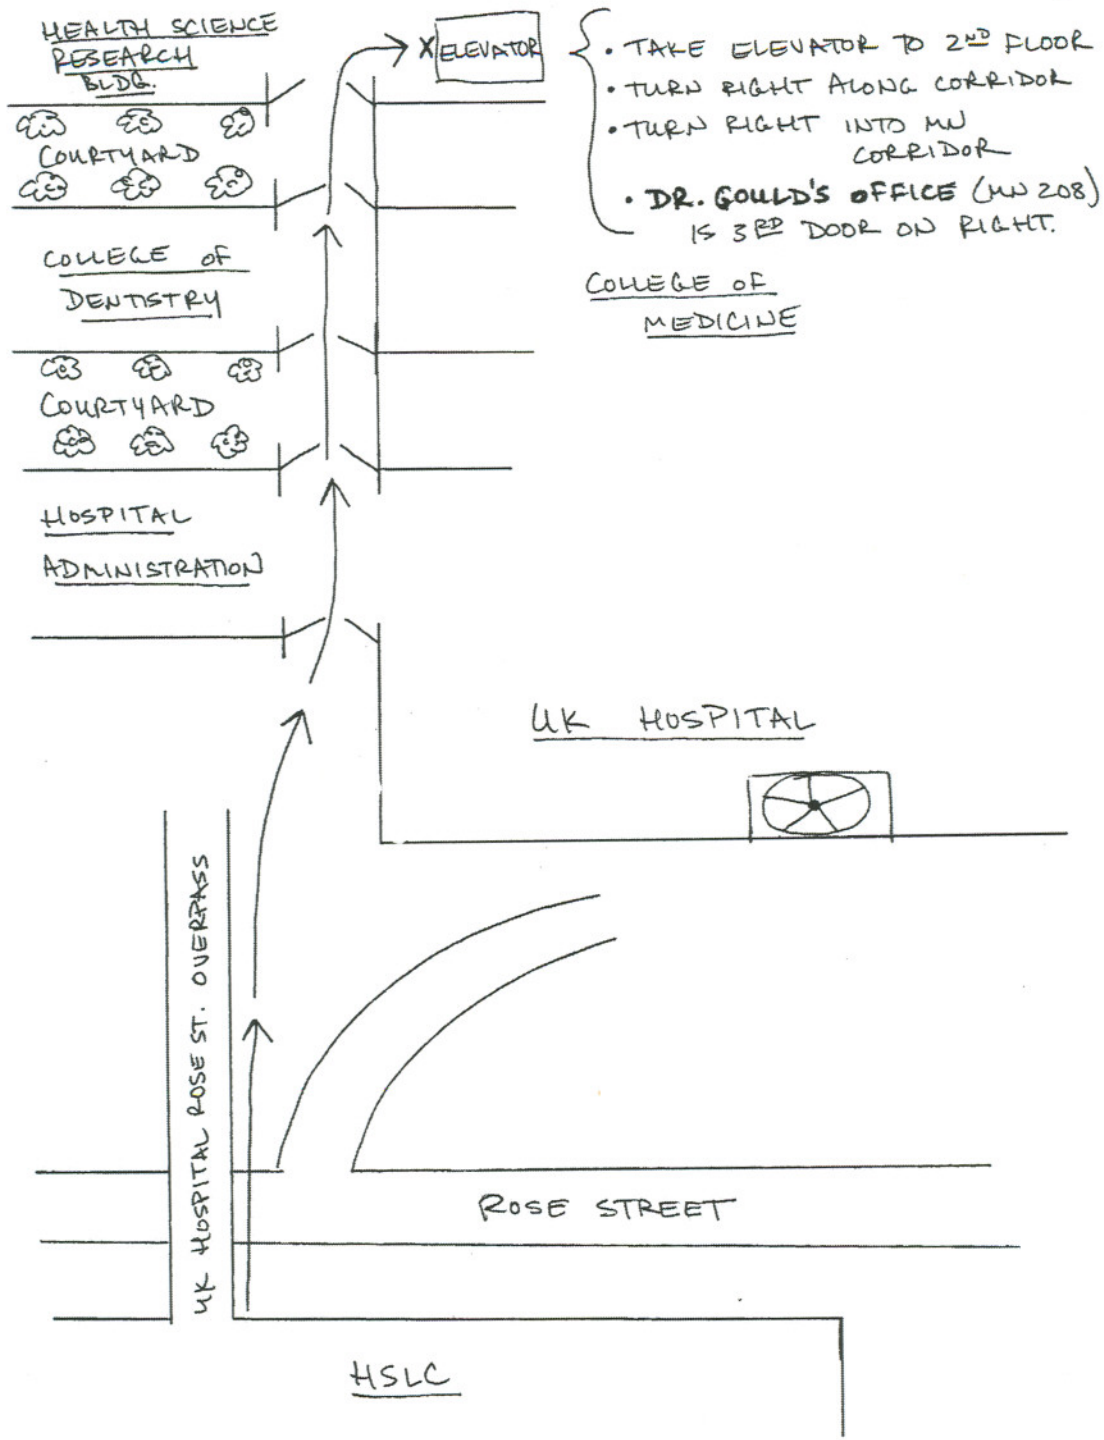 HEALTH SCIENCE
RESEARCH
BLDG.
X ELEVATOR
• TAKE ELEVATOR TO 2ND FLOOR
• TURN RIGHT ALONG CORRIDOR
• TURN RIGHT INTO MN
CORRIDOR
• DR. GOULD'S OFFICE (MN 208)
IS 3RD DOOR ON RIGHT.
COURTYARD
COLLEGE OF
DENTISTRY
COLLEGE OF
MEDICINE
COURTYARD
HOSPITAL
ADMINISTRATION
UK HOSPITAL
UK HOSPITAL ROSE ST. OVERPASS
ROSE STREET
HSLC